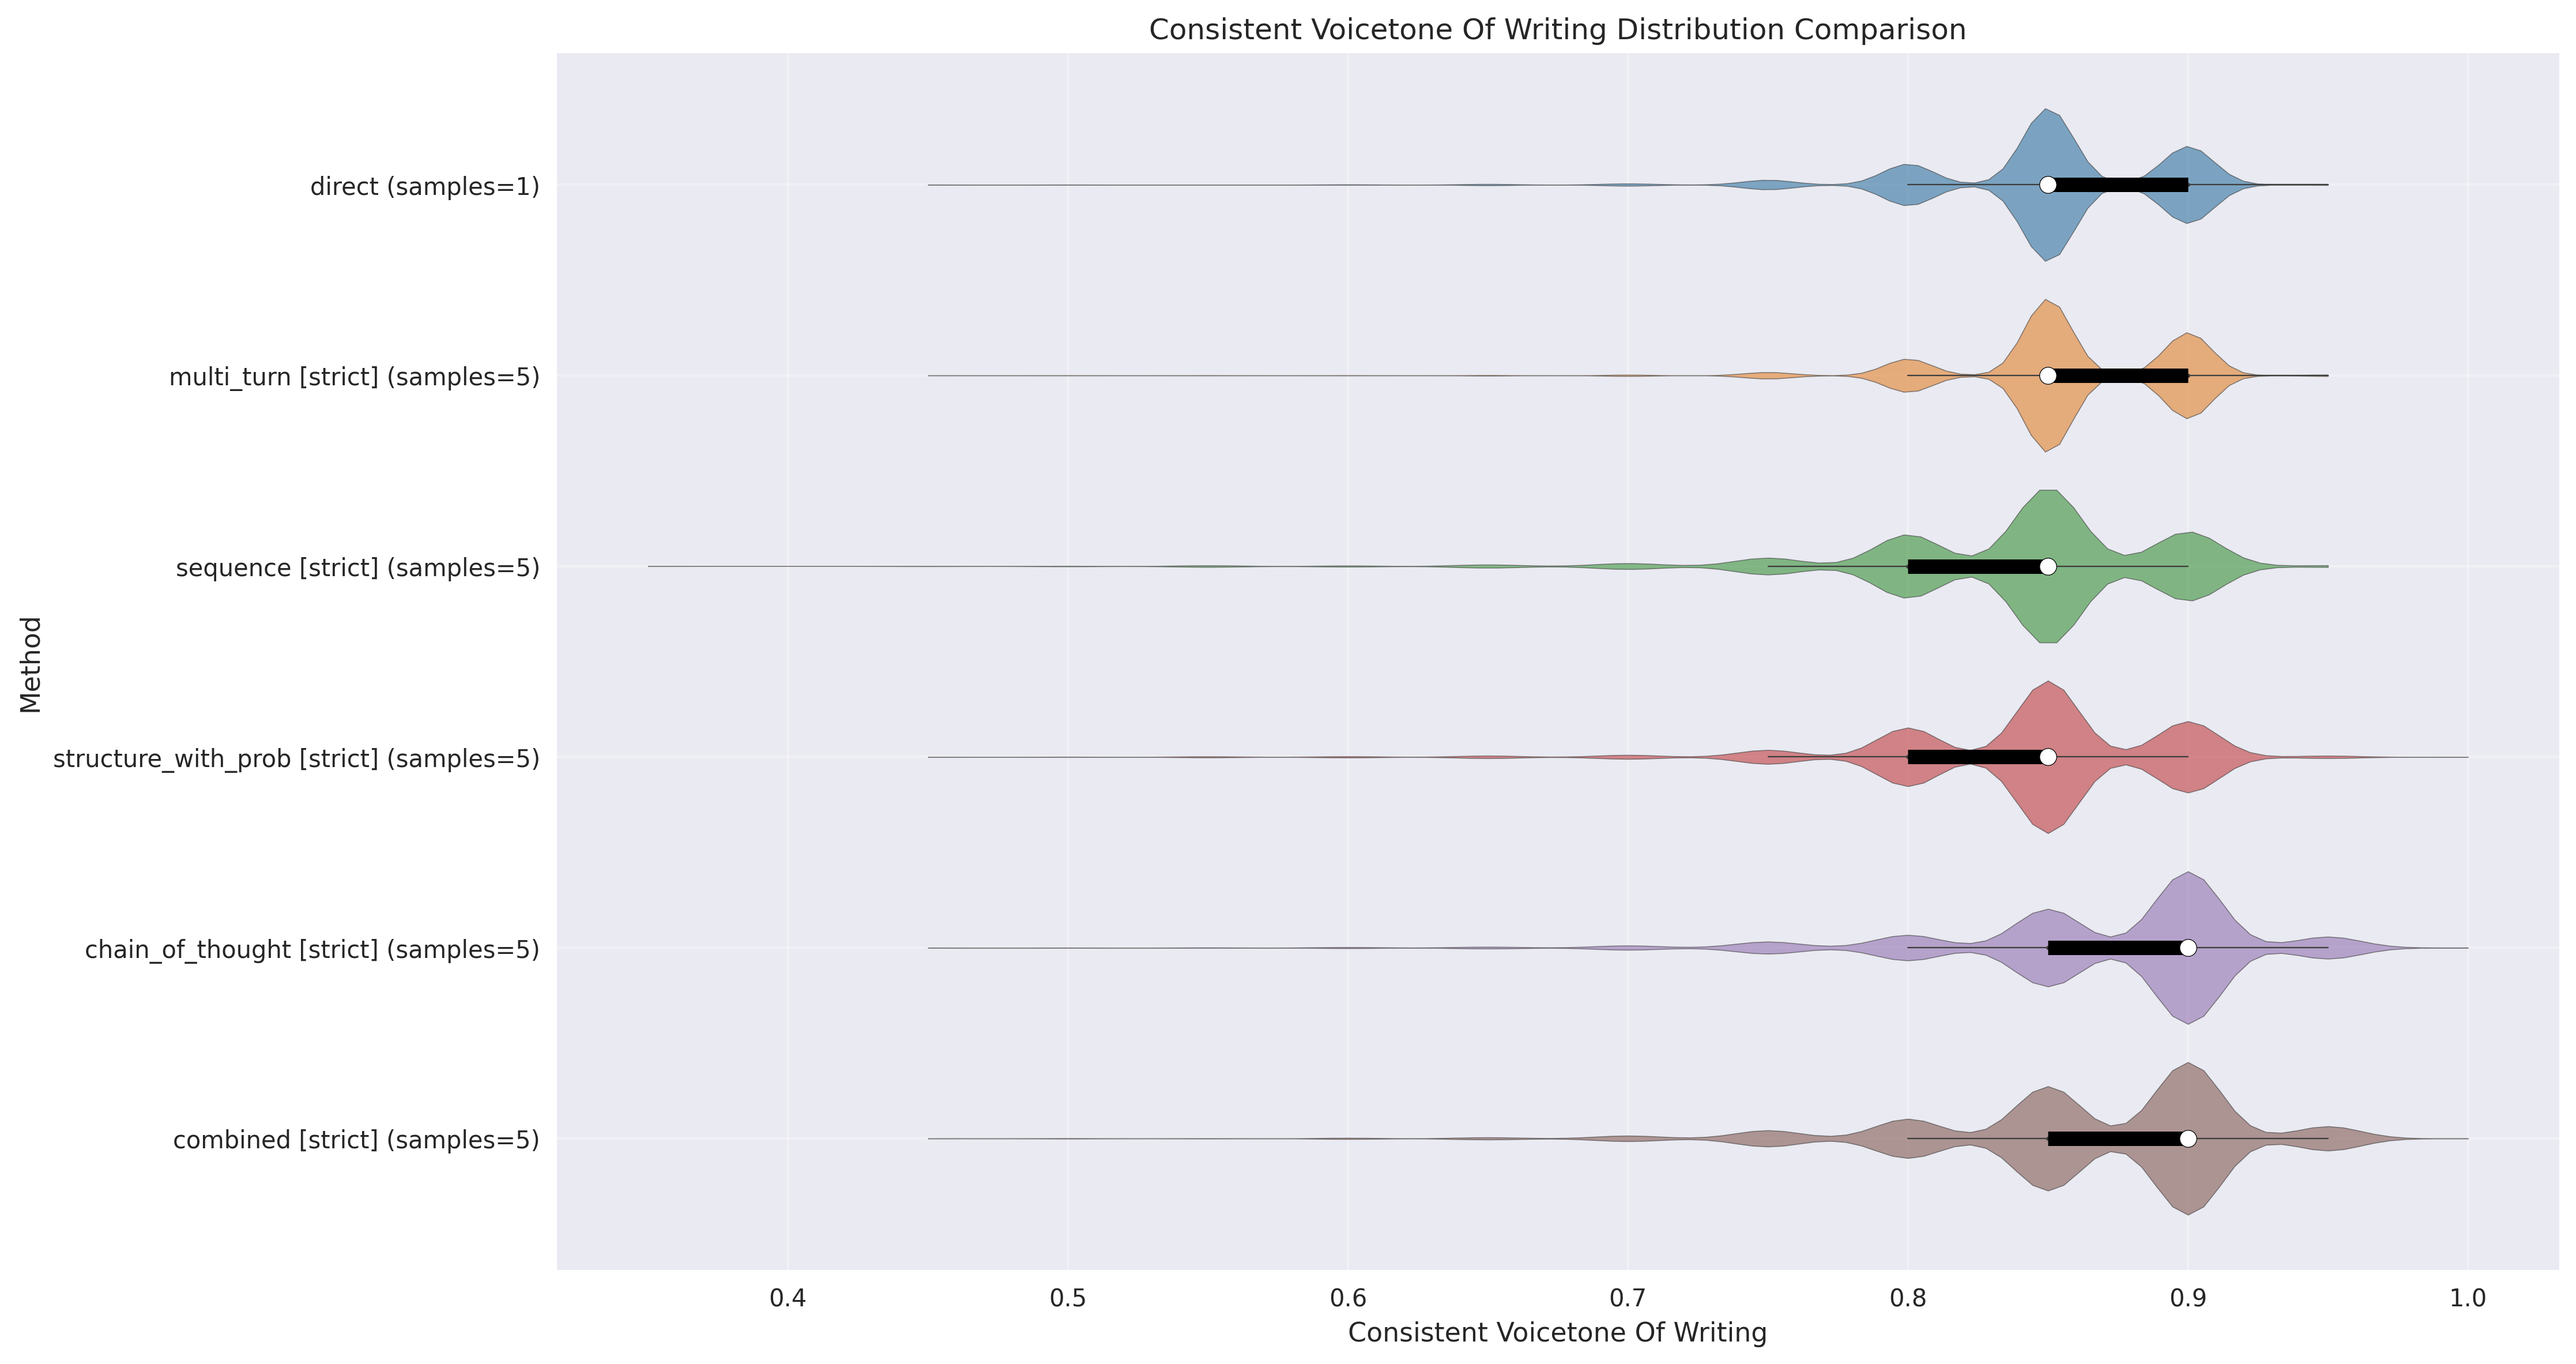 Consistent Voicetone Of Writing Distribution Comparison
Method
direct (samples=1)
multi_turn [strict] (samples=5)
sequence [strict] (samples=5)
structure_with_prob [strict] (samples=5)
chain_of_thought [strict] (samples=5)
combined [strict] (samples=5)
0.4 0.5 0.6 0.7 0.8 0.9 1.0
Consistent Voicetone Of Writing